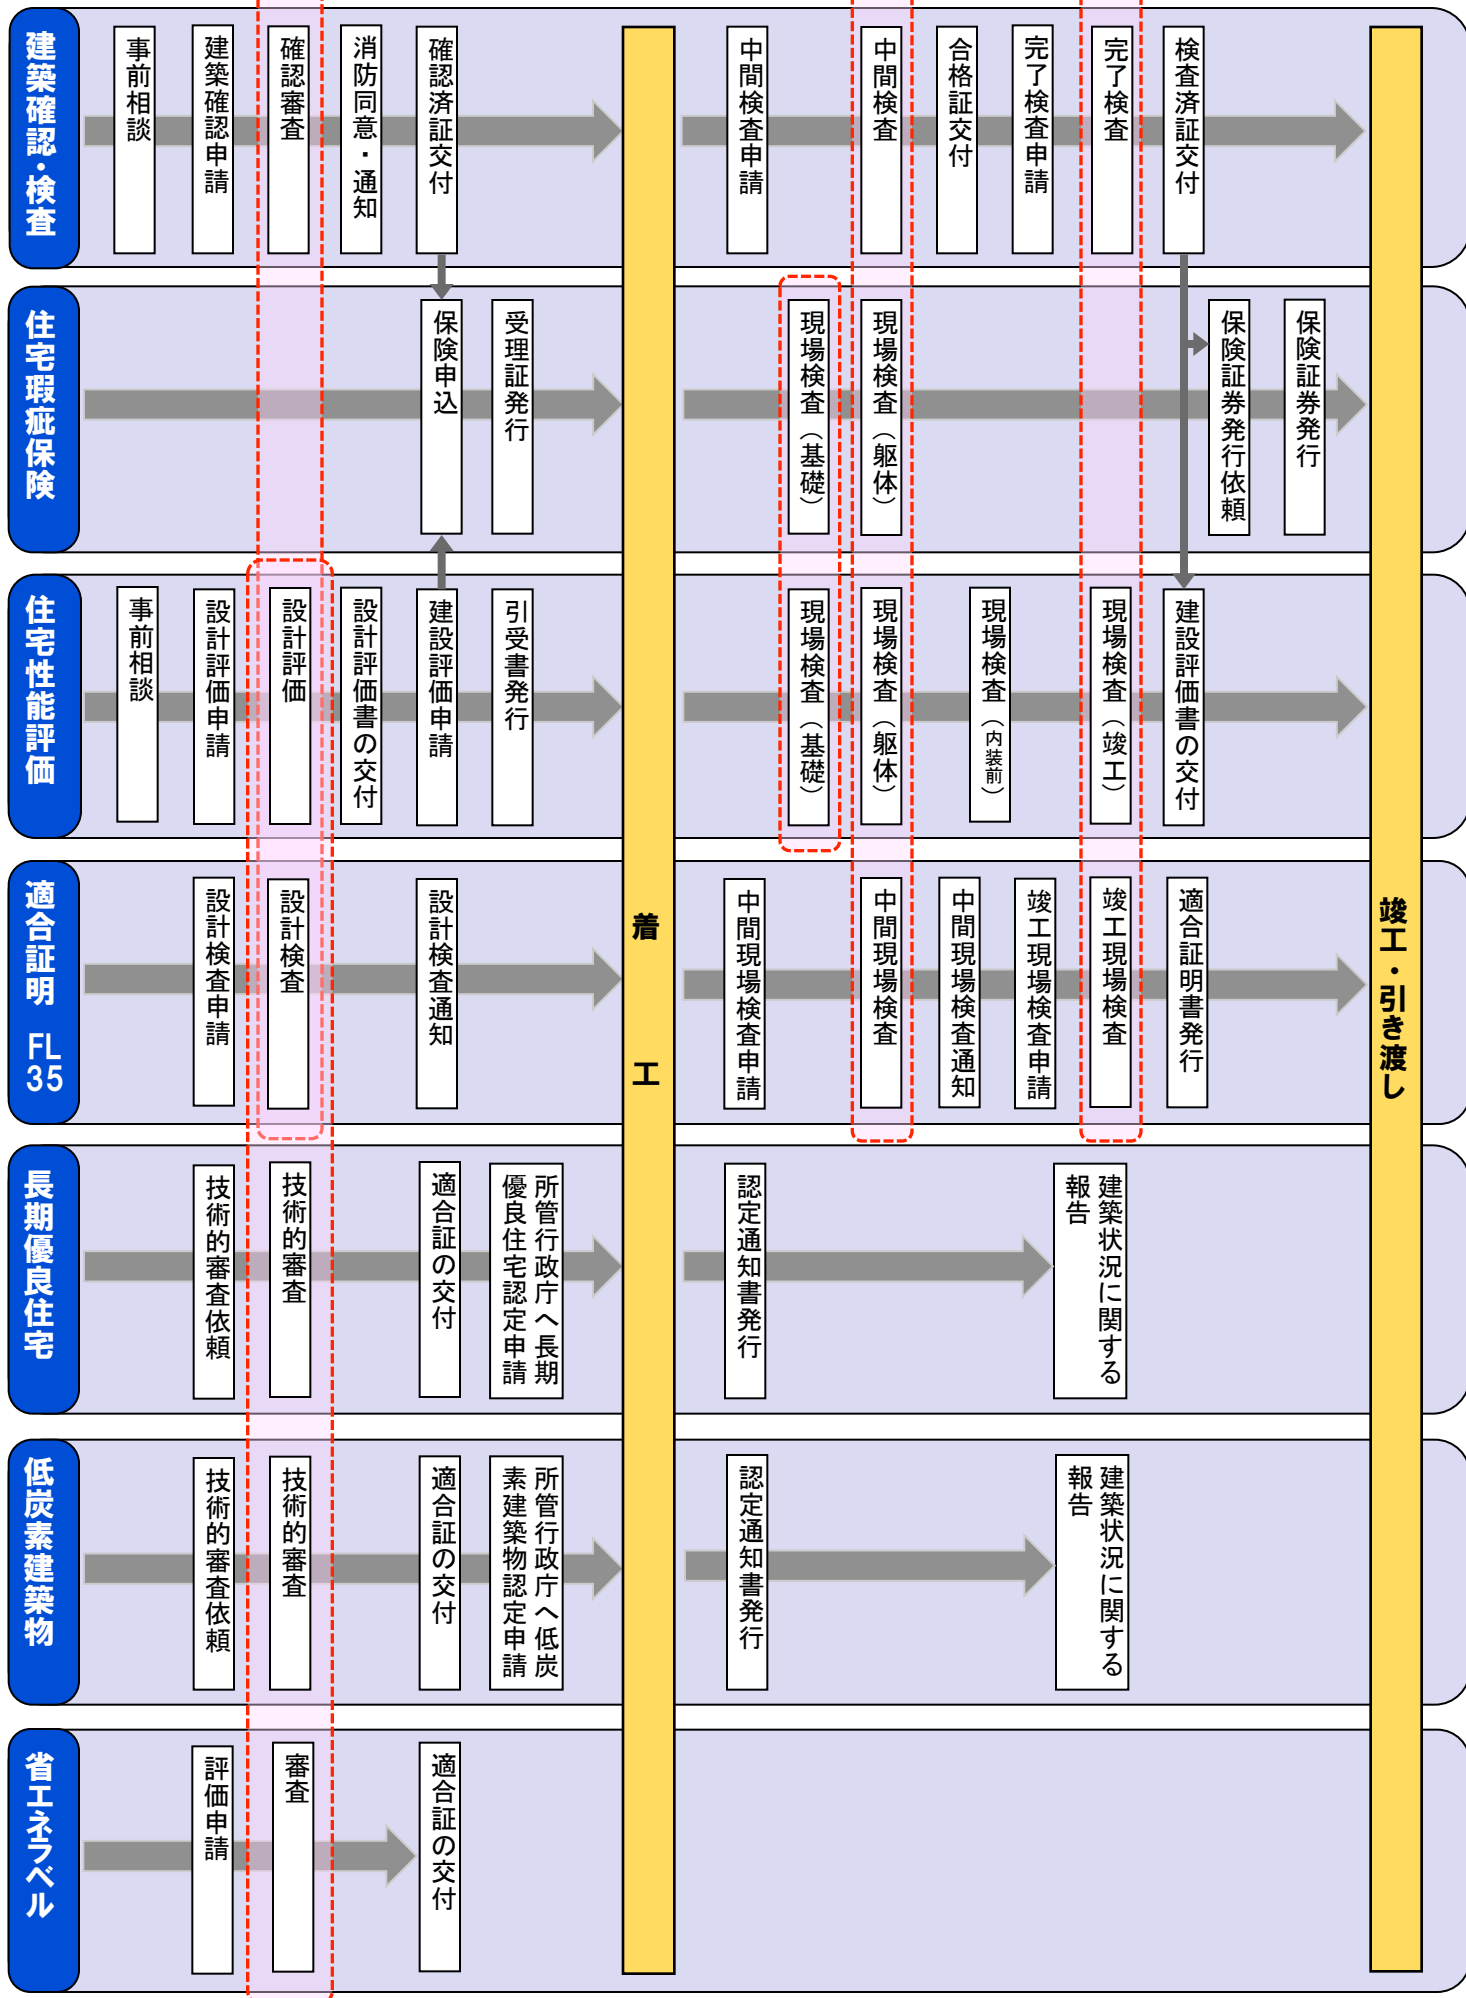 建築確認・検査
事前相談
建築確認申請
確認審査
消防同意・通知
確認済証交付
中間検査申請
中間検査
合格証交付
完了検査申請
完了検査
検査済証交付
住宅瑕疵保険
保険申込
受理証発行
現場検査（基礎）
現場検査（躯体）
保険証券発行依頼
保険証券発行
住宅性能評価
事前相談
設計評価申請
設計評価
設計評価書の交付
建設評価申請
引受書発行
現場検査（基礎）
現場検査（躯体）
現場検査（内装前）
現場検査（竣工）
建設評価書の交付
適合証明
FL
35
設計検査申請
設計検査
設計検査通知
中間現場検査申請
中間現場検査
中間現場検査通知
竣工現場検査申請
竣工現場検査
適合証明書発行
長期優良住宅
技術的審査依頼
技術的審査
適合証の交付
所管行政庁へ長期
優良住宅認定申請
認定通知書発行
建築状況に関する
報告
低炭素建築物
技術的審査依頼
技術的審査
適合証の交付
所管行政庁へ低炭
素建築物認定申請
認定通知書発行
建築状況に関する
報告
省エネラベル
評価申請
審査
適合証の交付
着工
竣工・引き渡し